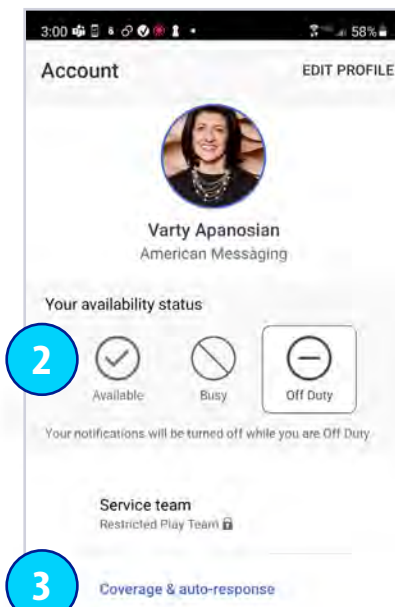 3:00 58%
Account EDIT PROFILE
Varty Apanosian
American Messaging
Your availability status
2
Available Busy Off Duty
Your notifications will be turned off while you are Off Duty
Service team
Restricted Play Team
3 Coverage & auto-response